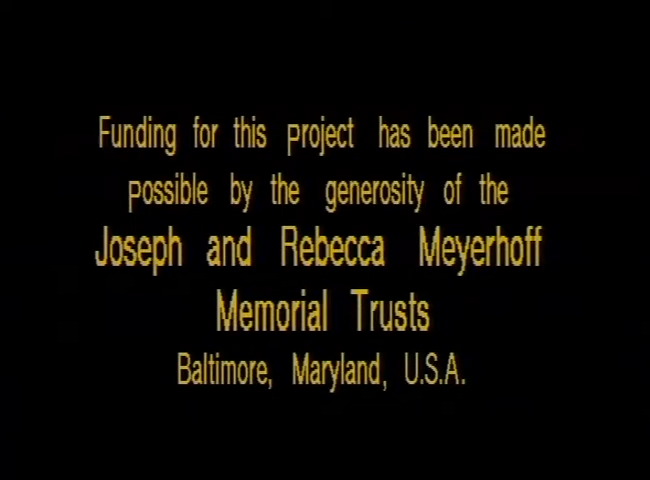 Funding for this project has been made
possible by the generosity of the
Joseph and Rebecca Meyerhoff
Memorial Trusts
Baltimore, Maryland, U.S.A.